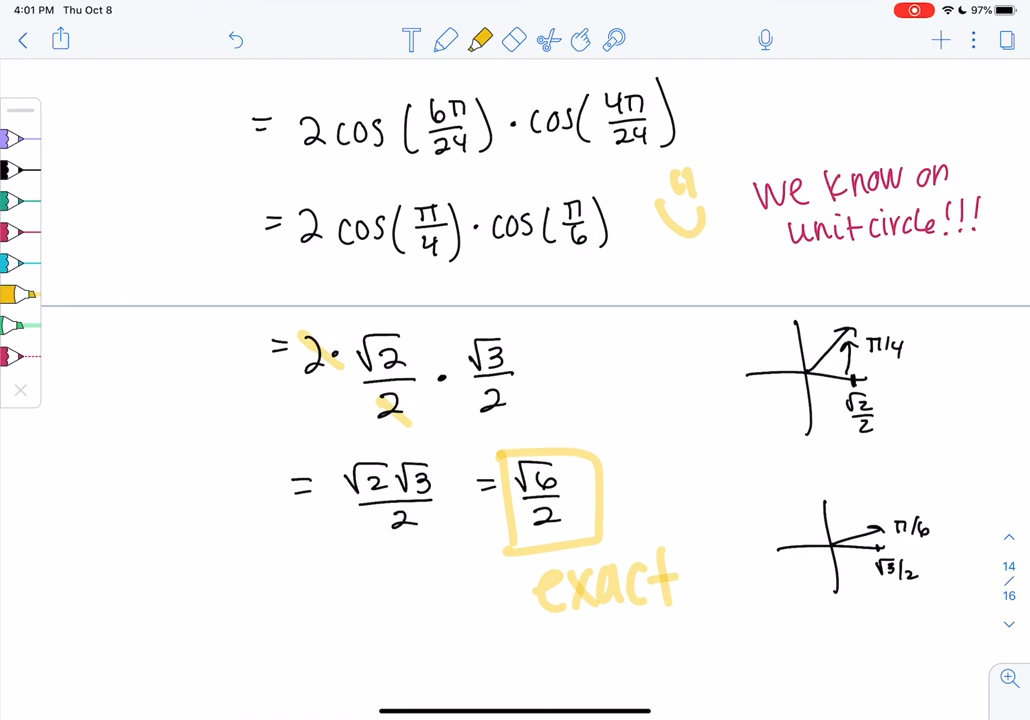 4:01 PM Thu Oct 8
97%
T
= 2 cos (6π/24) · cos(4π/24)
= 2 cos(π/4) · cos(π/6)
We know on
unit circle!!!
= 2 · √2/2 · √3/2
π/4
√2/2
= √2√3/2 = √6/2
π/6
√3/2
exact
14
/
16